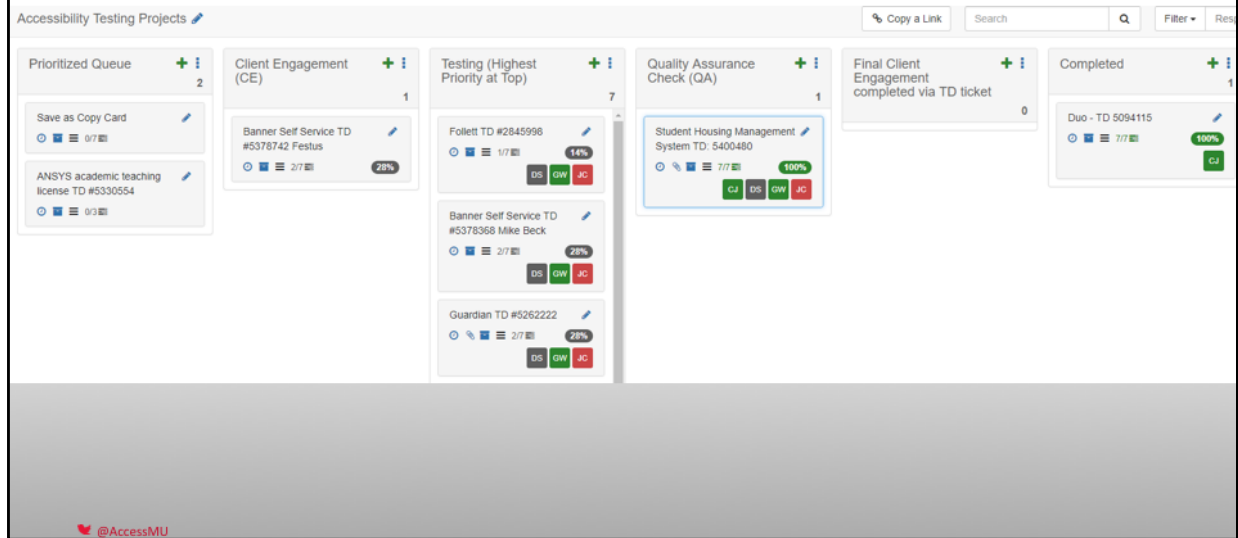 Accessibility Testing Projects
Copy a Link
Search
Filter
Resp
Prioritized Queue
2
Save as Copy Card
0/7
ANSYS academic teaching
license TD #5330554
0/3
Client Engagement
(CE)
1
Banner Self Service TD
#5378742 Festus
2/7 28%
Testing (Highest
Priority at Top)
7
Follett TD #2845998
1/7 14%
DS GW JC
Banner Self Service TD
#5378368 Mike Beck
2/7 28%
DS GW JC
Guardian TD #5262222
2/7 28%
DS GW JC
Quality Assurance
Check (QA)
1
Student Housing Management
System TD: 5400480
7/7 100%
CJ DS GW JC
Final Client
Engagement
completed via TD ticket
0
Completed
1
Duo - TD 5094115
7/7 100%
CJ
@AccessMU